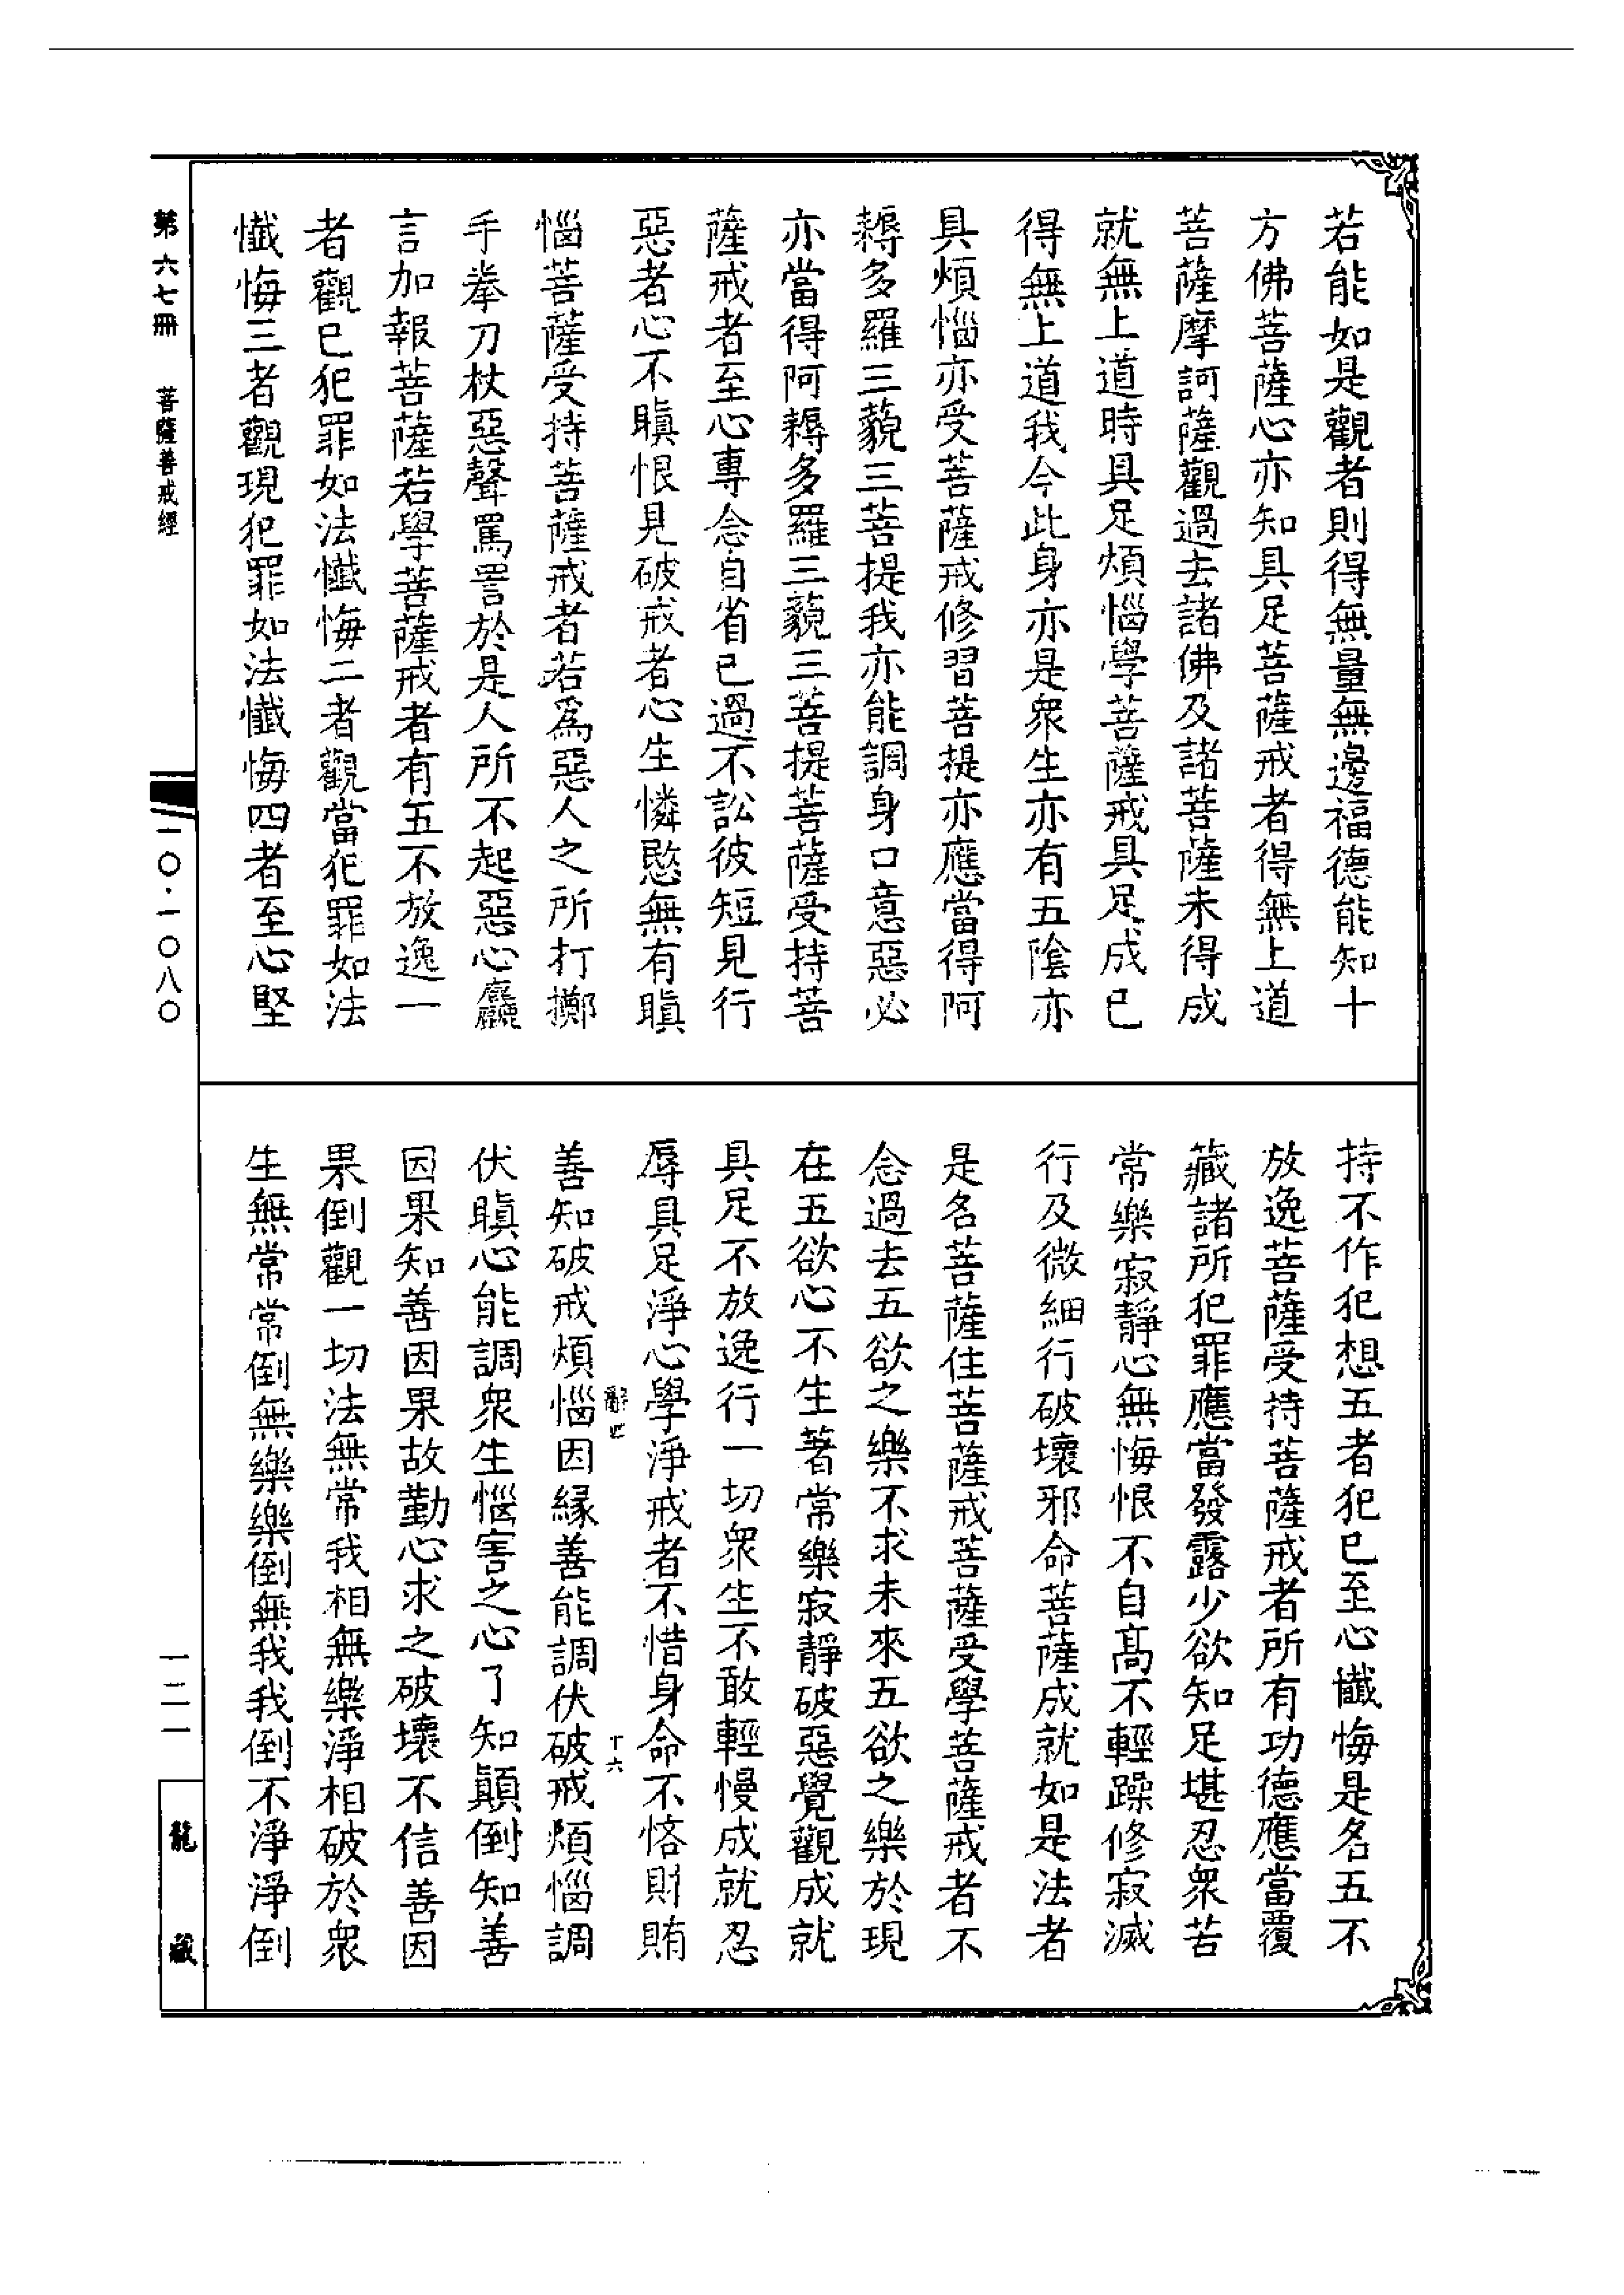 若能如是觀者則得無量無邊福德能知十
方佛菩薩心亦知具足菩薩戒者得無上道
菩薩摩訶薩觀過去諸佛及諸菩薩未得成
就無上道時具足煩惱學菩薩戒具足成已
得無上道我今此身亦是衆生亦有五陰亦
具煩惱亦受菩薩戒修習菩提亦應當得阿
耨多羅三藐三菩提我亦能調身口意惡必
亦當得阿耨多羅三藐三菩提菩薩受持菩
薩戒者至心專念自省已過不訟彼短見行
惡者心不瞋恨見破戒者心生憐愍無有瞋
惱菩薩受持菩薩戒者若爲惡人之所打擲
手拳刀杖惡聲罵詈於是人所不起惡心麤
言加報菩薩若學菩薩戒者有五不放逸一
者觀已犯罪如法懺悔二者觀當犯罪如法
懺悔三者觀現犯罪如法懺悔四者至心堅
持不作犯想五者犯已至心懺悔是名五不
放逸菩薩受持菩薩戒者所有功德應當覆
藏諸所犯罪應當發露少欲知足堪忍衆苦
常樂寂靜心無悔恨不自髙不輕躁修寂滅
行及微細行破壞邪命菩薩成就如是法者
是名菩薩住菩薩戒菩薩受學菩薩戒者不
念過去五欲之樂不求未來五欲之樂於現
在五欲心不生著常樂寂靜破惡覺觀成就
具足不放逸行一切衆生不敢輕慢成就忍
辱具足淨心學淨戒者不惜身命不悋財賄
十六
善知破戒煩惱因緣善能調伏破戒煩惱調
伏瞋心能調衆生惱害之心了知顛倒知善
因果知善因果故勤心求之破壞不信善因
果倒觀一切法無常我相無樂淨相破於衆
生無常常倒無樂樂倒無我我倒不淨淨倒
第六七冊　菩薩善戒經
一〇·一〇八〇
一二一
龍藏